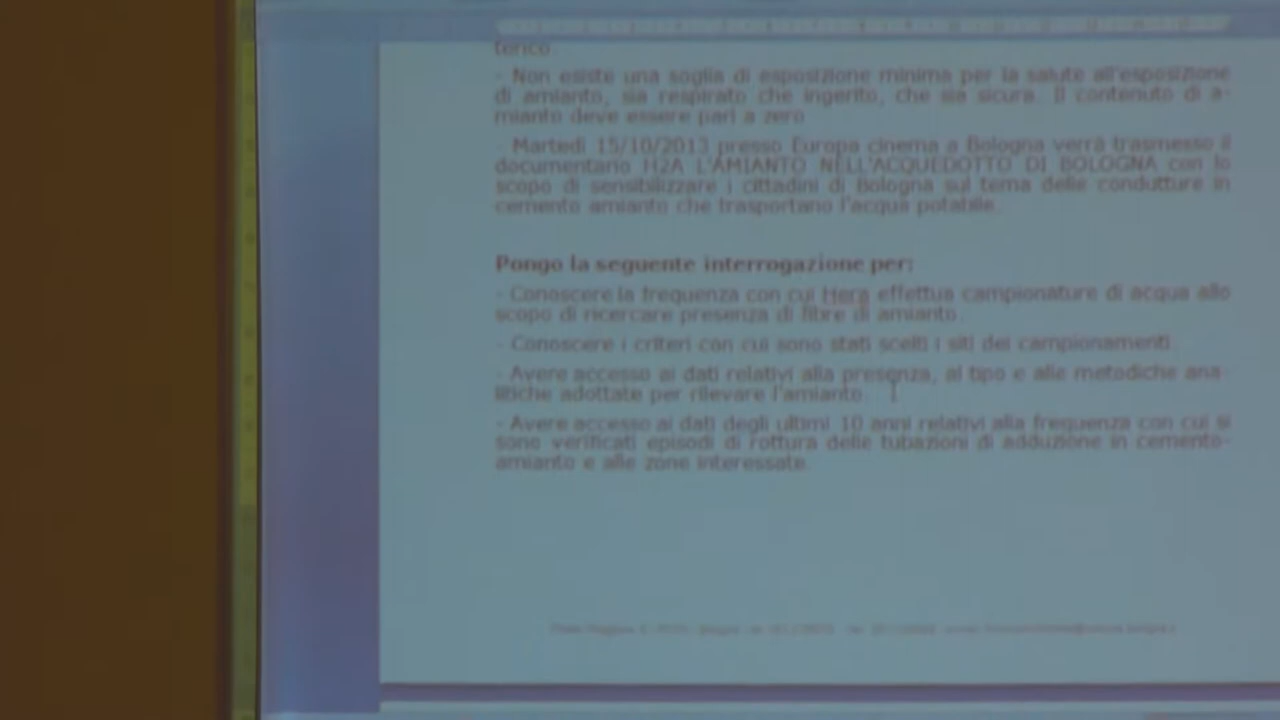 terico
- Non esiste una soglia di esposizione minima per la salute all'esposizione
di amianto, sia respirato che ingerito, che sia sicura. Il contenuto di a-
mianto deve essere pari a zero
- Martedì 15/10/2013 presso Europa cinema a Bologna verrà trasmesso il
documentario H2A L'AMIANTO NELL'ACQUEDOTTO DI BOLOGNA con lo
scopo di sensibilizzare i cittadini di Bologna sul tema delle condutture in
cemento amianto che trasportano l'acqua potabile.
Pongo la seguente interrogazione per:
- Conoscere la frequenza con cui Hera effettua campionature di acqua allo
scopo di ricercare presenza di fibre di amianto.
- Conoscere i criteri con cui sono stati scelti i siti dei campionamenti.
- Avere accesso ai dati relativi alla presenza, al tipo e alle metodiche ana-
litiche adottate per rilevare l'amianto.
- Avere accesso ai dati degli ultimi 10 anni relativi alla frequenza con cui si
sono verificati episodi di rottura delle tubazioni di adduzione in cemento-
amianto e alle zone interessate.